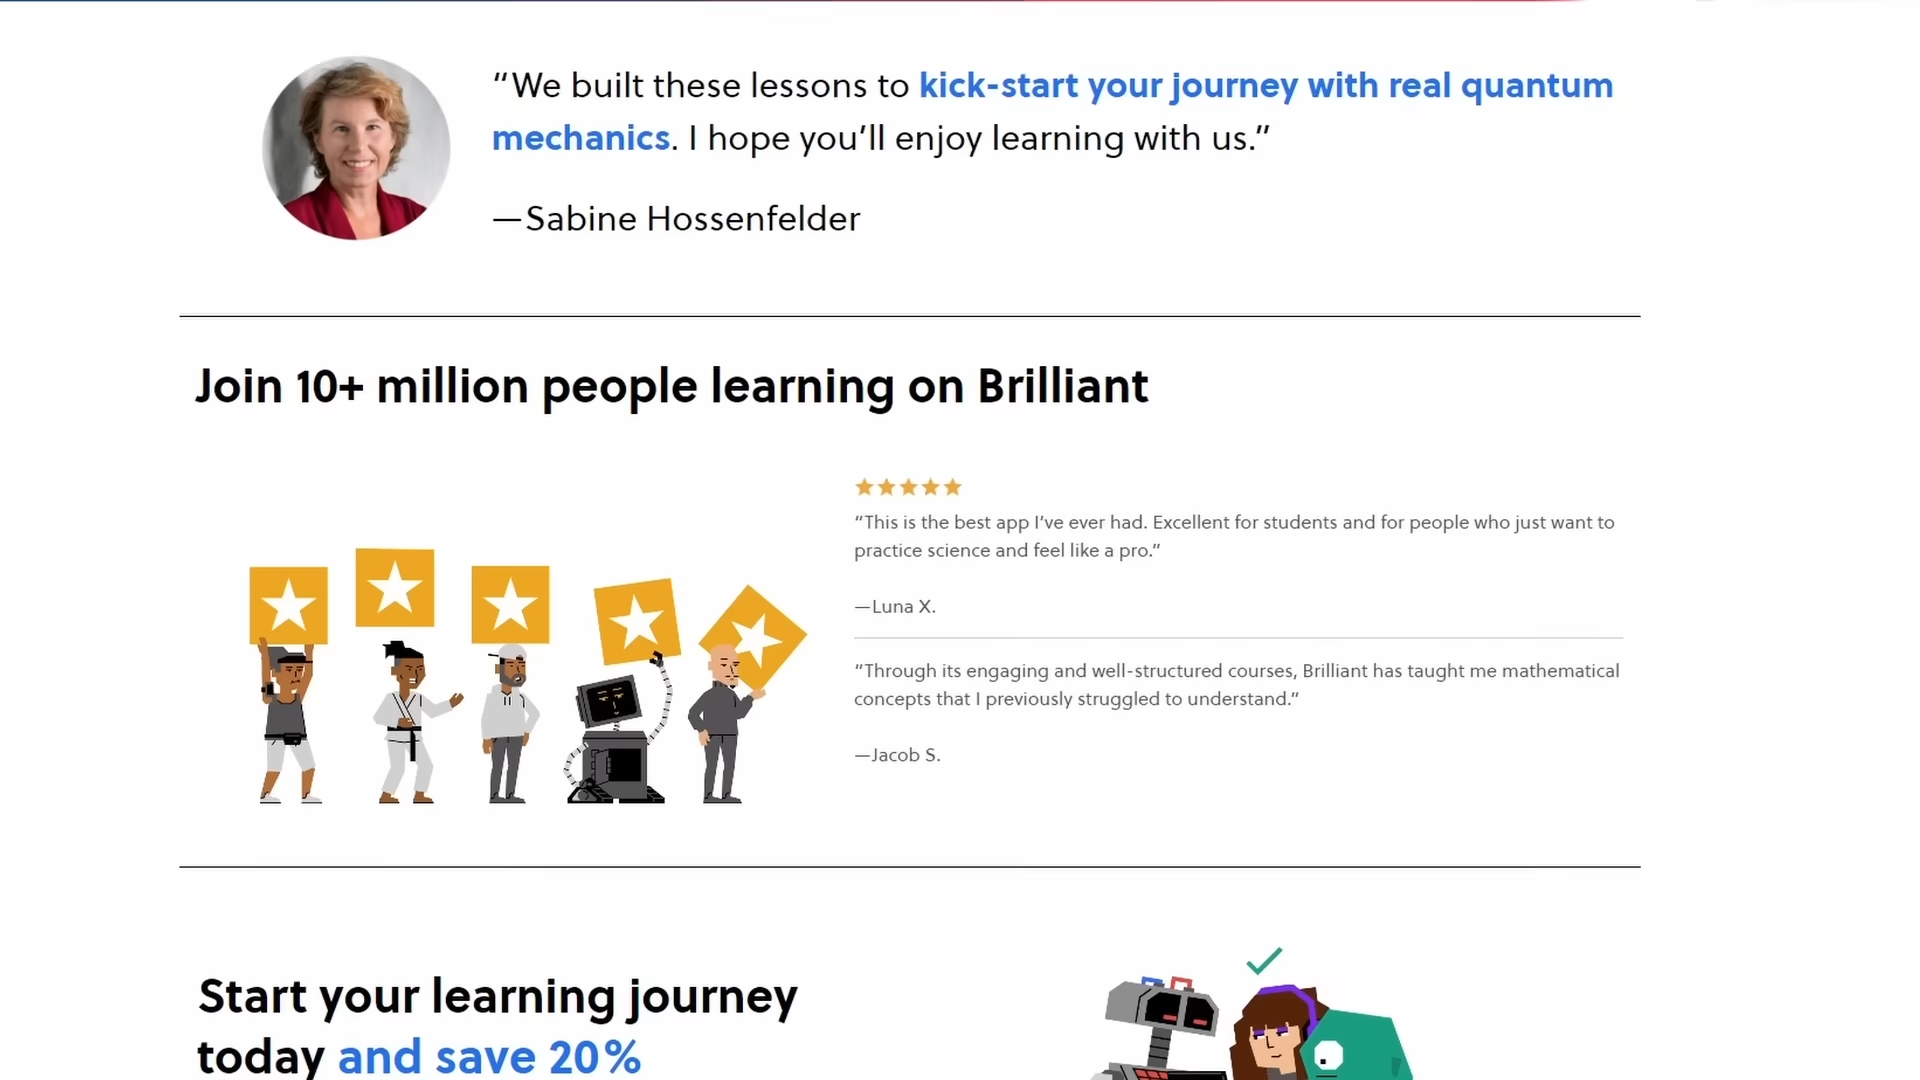 “We built these lessons to kick-start your journey with real quantum
mechanics. I hope you’ll enjoy learning with us.”
—Sabine Hossenfelder
Join 10+ million people learning on Brilliant
“This is the best app I’ve ever had. Excellent for students and for people who just want to
practice science and feel like a pro.”
—Luna X.
“Through its engaging and well-structured courses, Brilliant has taught me mathematical
concepts that I previously struggled to understand.”
—Jacob S.
Start your learning journey
today and save 20%